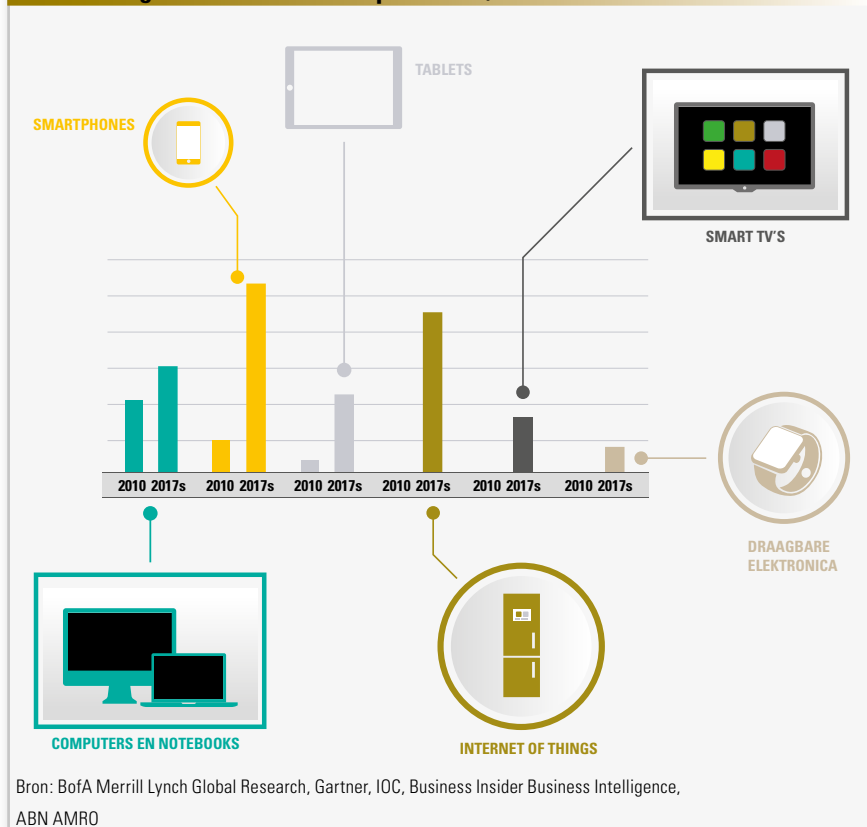 TABLETS
SMARTPHONES
SMART TV'S
2010 2017s 2010 2017s 2010 2017s 2010 2017s 2010 2017s 2010 2017s
DRAAGBARE
ELEKTRONICA
COMPUTERS EN NOTEBOOKS
INTERNET OF THINGS
Bron: BofA Merrill Lynch Global Research, Gartner, IOC, Business Insider Business Intelligence,
ABN AMRO